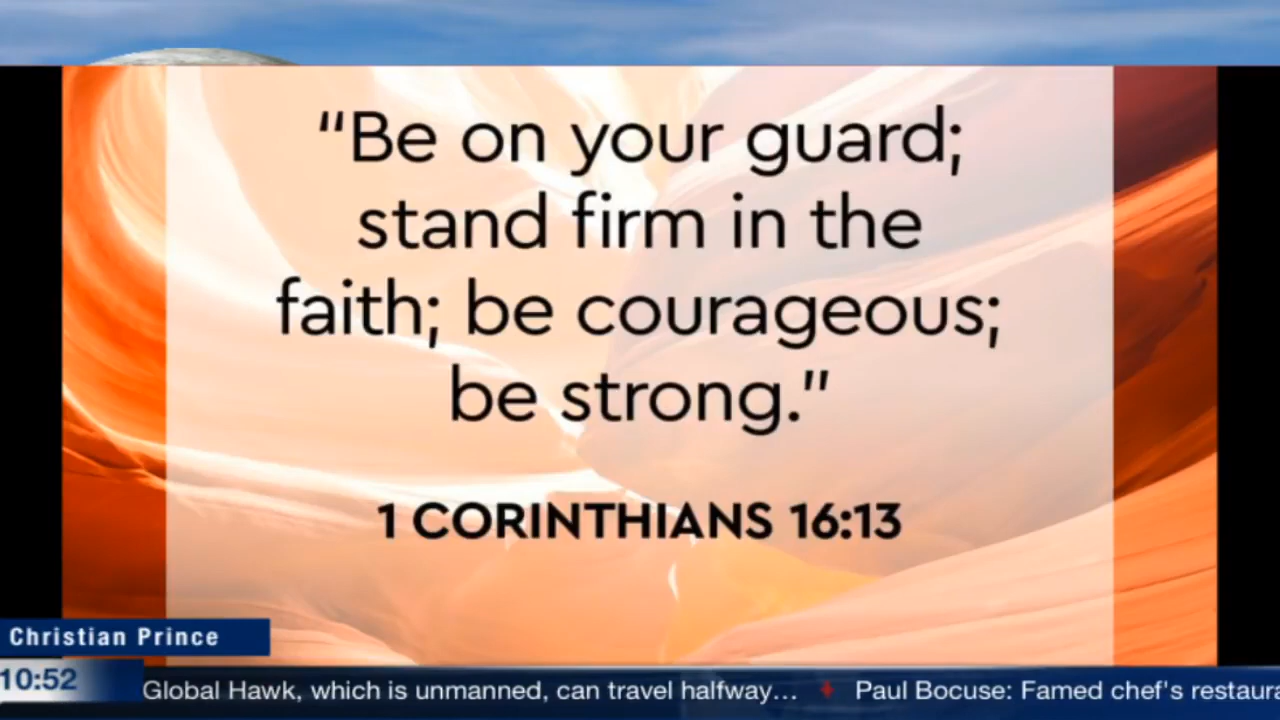 “Be on your guard;
stand firm in the
faith; be courageous;
be strong.”
1 CORINTHIANS 16:13
Christian Prince
10:52
Global Hawk, which is unmanned, can travel halfway... Paul Bocuse: Famed chef's restaura